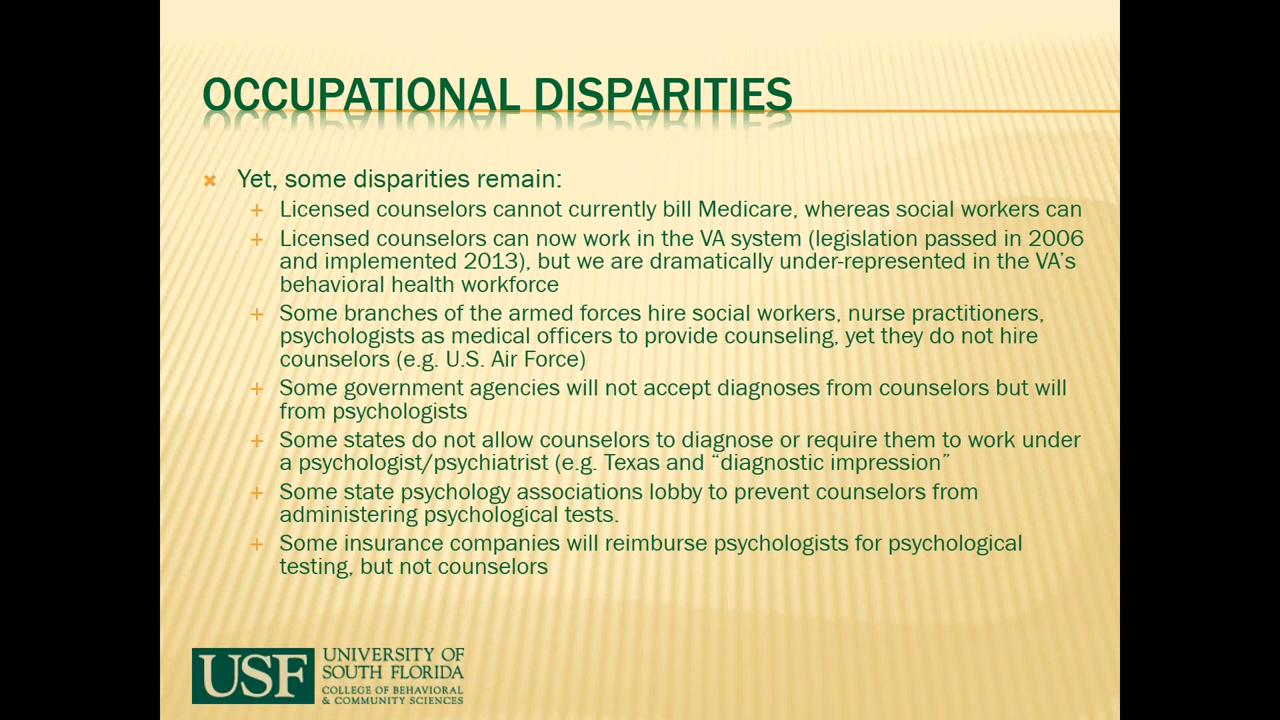 OCCUPATIONAL DISPARITIES
Yet, some disparities remain:
Licensed counselors cannot currently bill Medicare, whereas social workers can
Licensed counselors can now work in the VA system (legislation passed in 2006
and implemented 2013), but we are dramatically under-represented in the VA’s
behavioral health workforce
Some branches of the armed forces hire social workers, nurse practitioners,
psychologists as medical officers to provide counseling, yet they do not hire
counselors (e.g. U.S. Air Force)
Some government agencies will not accept diagnoses from counselors but will
from psychologists
Some states do not allow counselors to diagnose or require them to work under
a psychologist/psychiatrist (e.g. Texas and “diagnostic impression”
Some state psychology associations lobby to prevent counselors from
administering psychological tests.
Some insurance companies will reimburse psychologists for psychological
testing, but not counselors
USF
UNIVERSITY OF
SOUTH FLORIDA
COLLEGE OF BEHAVIORAL
& COMMUNITY SCIENCES